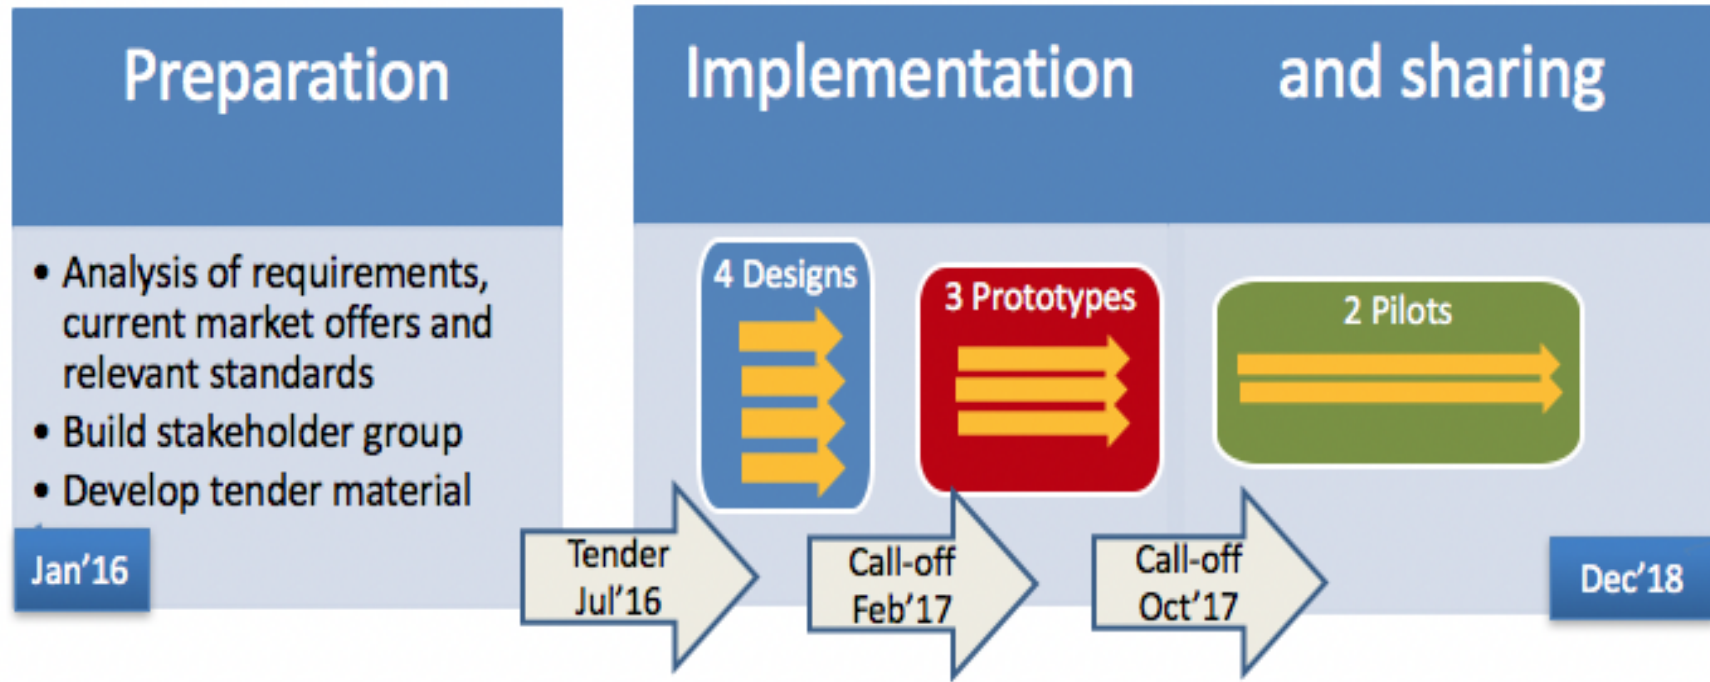 Preparation
• Analysis of requirements,
current market offers and
relevant standards
• Build stakeholder group
• Develop tender material
Jan’16
Implementation and sharing
4 Designs
3 Prototypes
2 Pilots
Tender
Jul’16
Call-off
Feb’17
Call-off
Oct’17
Dec’18